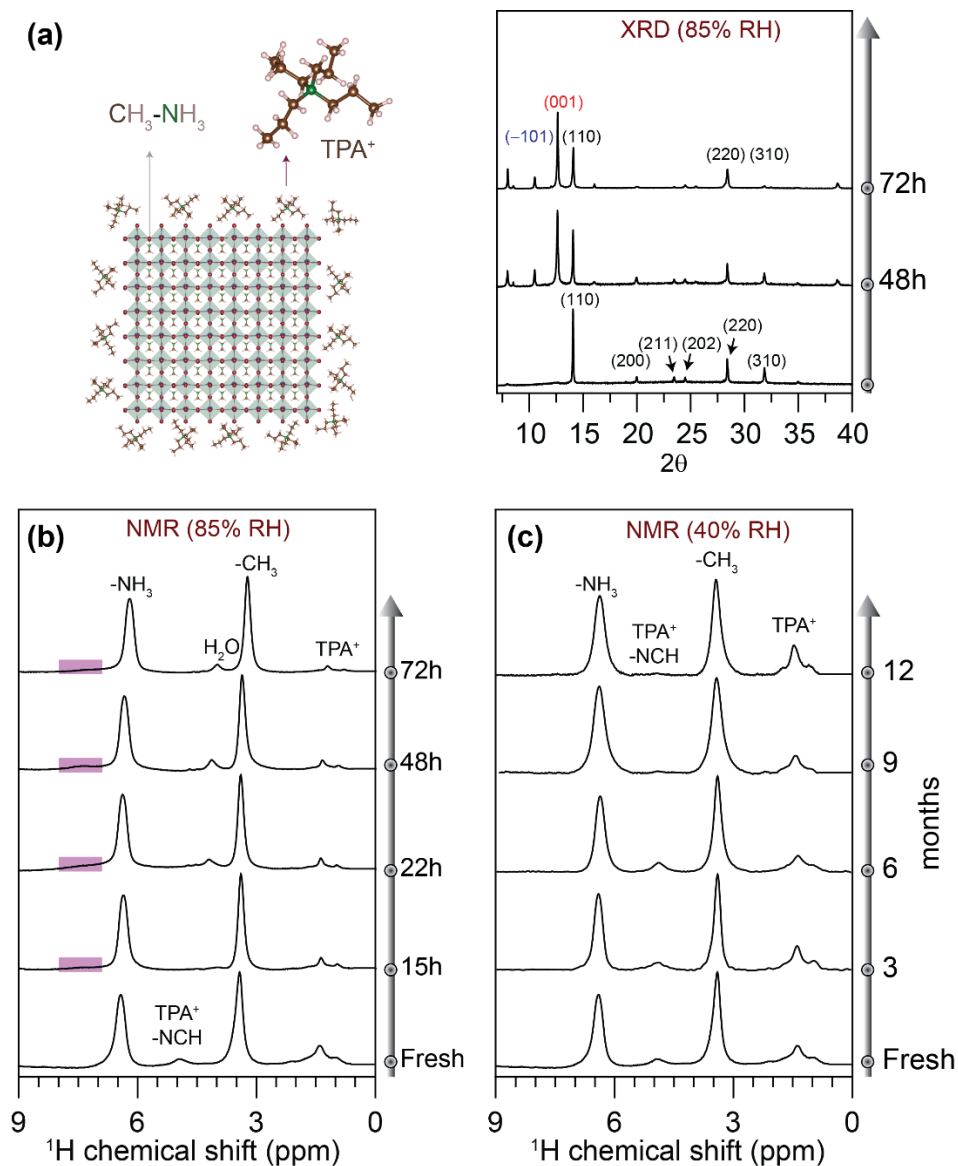 (a)
CH₃-NH₃
TPA⁺
XRD (85% RH)
(001)
(−101)
(110)
(220) (310)
72h
48h
(110)
(220)
(211)
(202)
(200)
(310)
10 15 20 25 30 35 40
2θ
(b)
NMR (85% RH)
-NH₃
-CH₃
H₂O
TPA⁺
72h
48h
22h
15h
TPA⁺
-NCH
Fresh
9 6 3 0
¹H chemical shift (ppm)
(c)
NMR (40% RH)
-NH₃
-CH₃
TPA⁺
-NCH
TPA⁺
12
9
6
3
Fresh
months
9 6 3 0
¹H chemical shift (ppm)